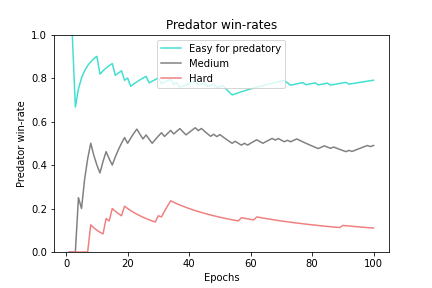 Predator win-rates
1.0
0.8
0.6
0.4
0.2
0.0
Predator win-rate
Easy for predatory
Medium
Hard
0 20 40 60 80 100
Epochs